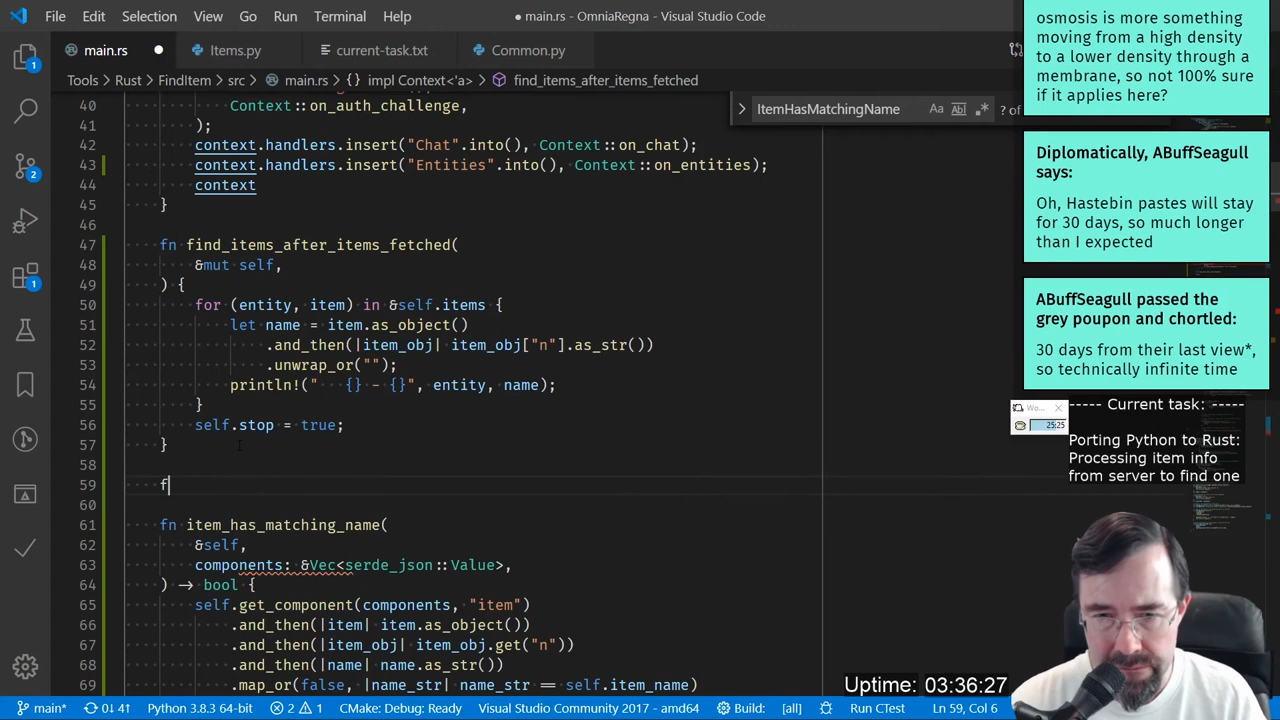 File Edit Selection View Go Run Terminal Help
● main.rs - OmniaRegna - Visual Studio Code
main.rs
Items.py
current-task.txt
Common.py
Tools › Rust › FindItem › src › main.rs › {} impl Context<'a> › find_items_after_items_fetched
ItemHasMatchingName
Aa Abl .*
? of
40 Context::on_auth_challenge,
41 );
42 context.handlers.insert("Chat".into(), Context::on_chat);
43 context.handlers.insert("Entities".into(), Context::on_entities);
44 context
45 }
46
47 fn find_items_after_items_fetched(
48 &mut self,
49 ) {
50 for (entity, item) in &self.items {
51 let name = item.as_object()
52 .and_then(|item_obj| item_obj["n"].as_str())
53 .unwrap_or("");
54 println!("   {} - {}", entity, name);
55 }
56 self.stop = true;
57 }
58
59 f
60
61 fn item_has_matching_name(
62 &self,
63 components: &Vec<serde_json::Value>,
64 ) → bool {
65 self.get_component(components, "item")
66 .and_then(|item| item.as_object())
67 .and_then(|item_obj| item_obj.get("n"))
68 .and_then(|name| name.as_str())
69 .map_or(false, |name_str| name_str == self.item_name)
osmosis is more something
moving from a high density
to a lower density through a
membrane, so not 100% sure
if it applies here?
Diplomatically, ABuffSeagull
says:
Oh, Hastebin pastes will stay
for 30 days, so much longer
than I expected
ABuffSeagull passed the
grey poupon and chortled:
30 days from their last view*,
so technically infinite time
Wo...
25:25
----- Current task: -----
Porting Python to Rust:
Processing item info
from server to find one
Uptime: 03:36:27
1
2
1
main* 0↓ 4↑ Python 3.8.3 64-bit 2 1 CMake: Debug: Ready Visual Studio Community 2017 - amd64 Build: [all] Run CTest Ln 59, Col 6